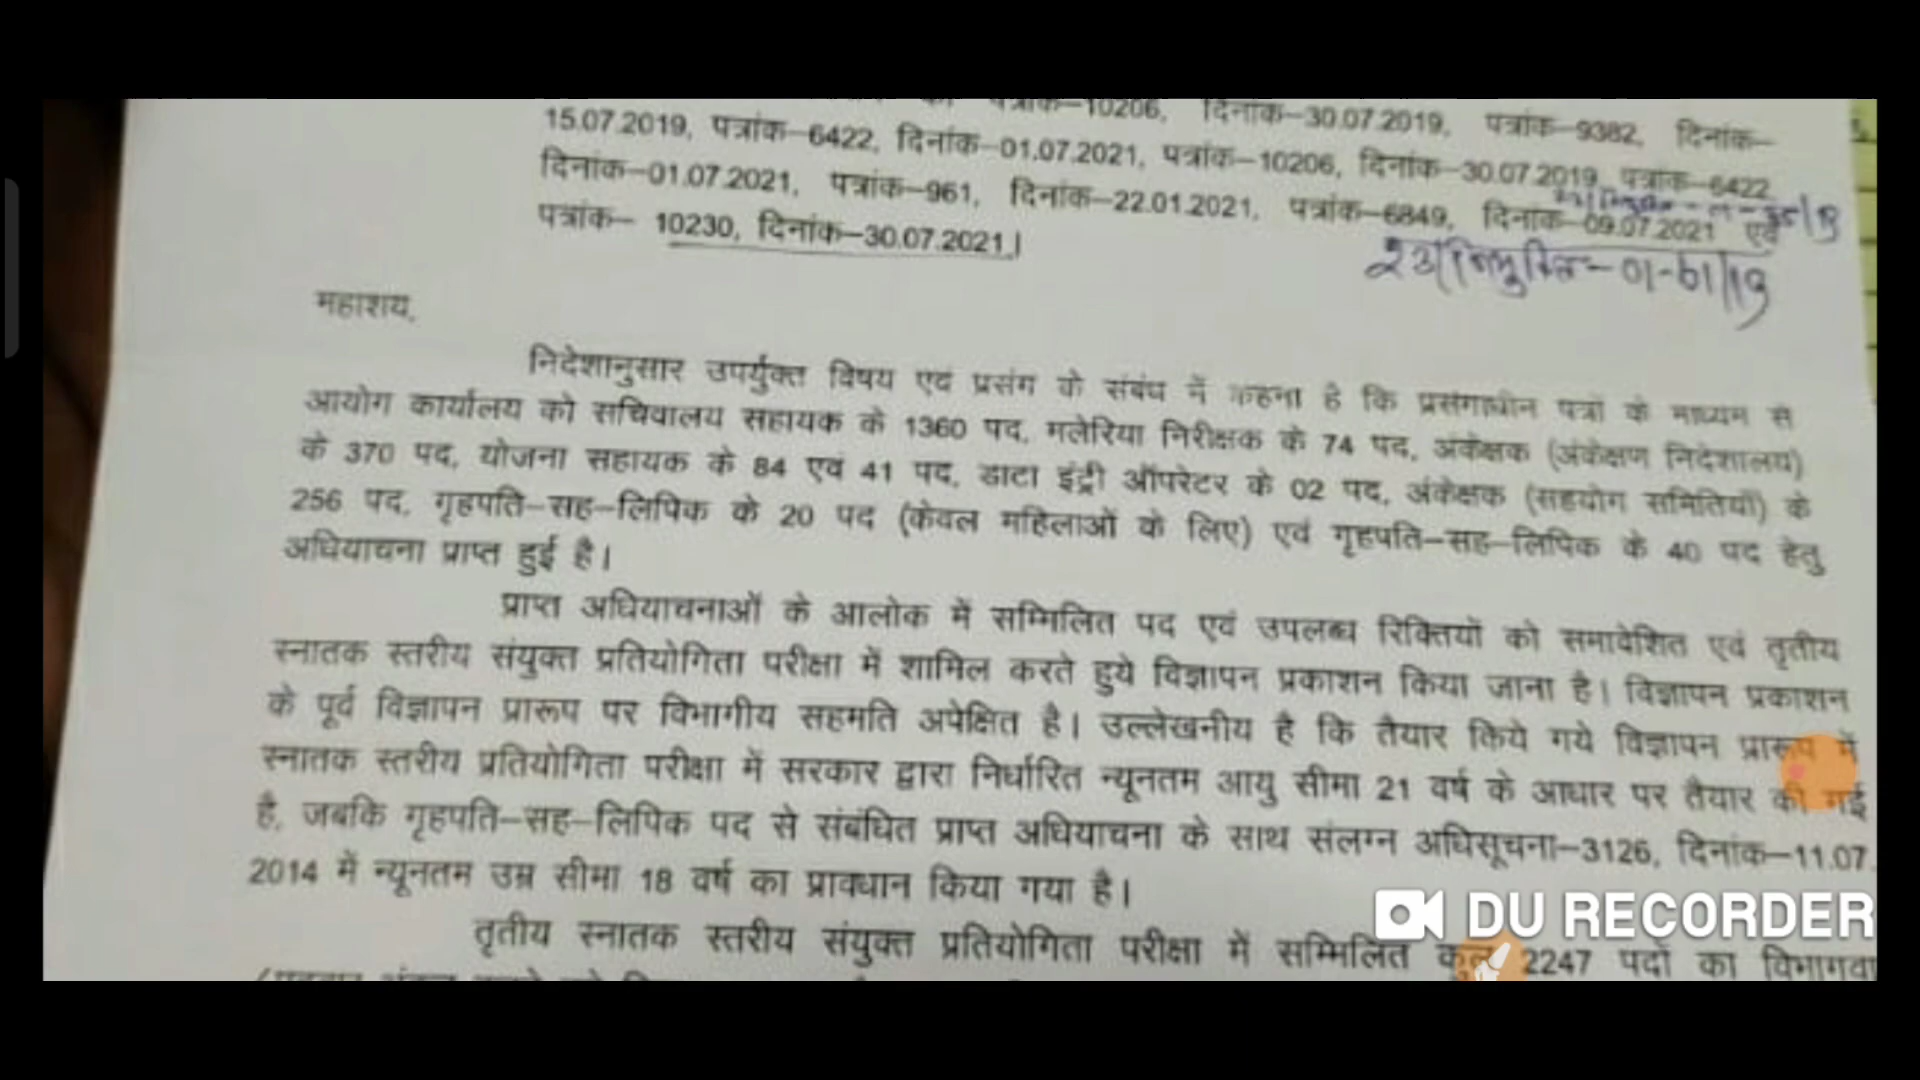 पत्रांक–10206, दिनांक–30.07.2019, पत्रांक–9382, दिनांक–
15.07.2019, पत्रांक–6422, दिनांक–01.07.2021, पत्रांक–10206, दिनांक–30.07.2019, पत्रांक–6422,
दिनांक–01.07.2021, पत्रांक–961, दिनांक–22.01.2021, पत्रांक–6849, दिनांक–09.07.2021 एवं
पत्रांक– 10230, दिनांक–30.07.2021।
महाशय,
निदेशानुसार उपर्युक्त विषय एवं प्रसंग के संबंध में कहना है कि प्रसंगाधीन पत्रों के माध्यम से
आयोग कार्यालय को सचिवालय सहायक के 1360 पद, मलेरिया निरीक्षक के 74 पद, अंकेक्षक (अंकेक्षण निदेशालय)
के 370 पद, योजना सहायक के 84 एवं 41 पद, डाटा इंट्री ऑपरेटर के 02 पद, अंकेक्षक (सहयोग समितियाँ) के
256 पद, गृहपति–सह–लिपिक के 20 पद (केवल महिलाओं के लिए) एवं गृहपति–सह–लिपिक के 40 पद हेतु
अधियाचना प्राप्त हुई है।
प्राप्त अधियाचनाओं के आलोक में सम्मिलित पद एवं उपलब्ध रिक्तियों को समावेशित एवं तृतीय
स्नातक स्तरीय संयुक्त प्रतियोगिता परीक्षा में शामिल करते हुये विज्ञापन प्रकाशन किया जाना है। विज्ञापन प्रकाशन
के पूर्व विज्ञापन प्रारूप पर विभागीय सहमति अपेक्षित है। उल्लेखनीय है कि तैयार किये गये विज्ञापन प्रारूप में
स्नातक स्तरीय प्रतियोगिता परीक्षा में सरकार द्वारा निर्धारित न्यूनतम आयु सीमा 21 वर्ष के आधार पर तैयार की गई
है, जबकि गृहपति–सह–लिपिक पद से संबंधित प्राप्त अधियाचना के साथ संलग्न अधिसूचना–3126, दिनांक–11.07.
2014 में न्यूनतम उम्र सीमा 18 वर्ष का प्रावधान किया गया है।
DU RECORDER
तृतीय स्नातक स्तरीय संयुक्त प्रतियोगिता परीक्षा में सम्मिलित कुल 2247 पदों का